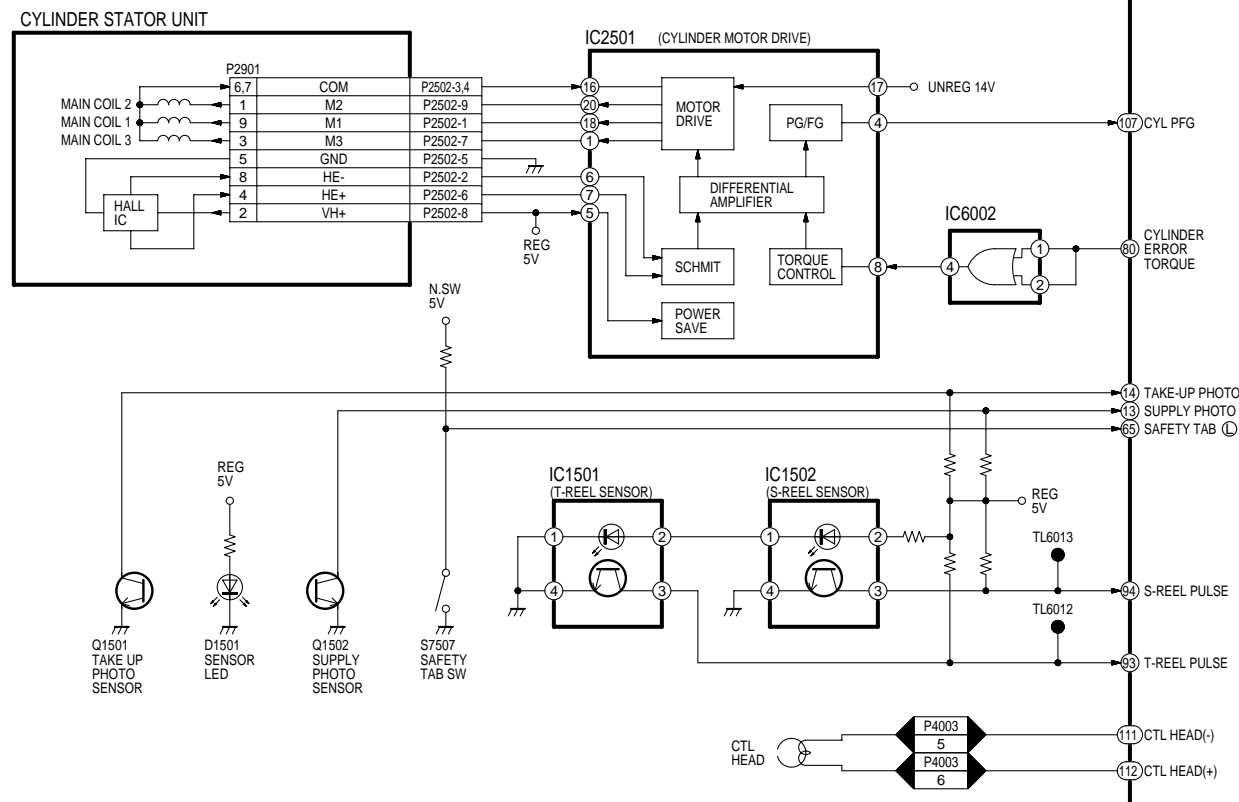 CYLINDER STATOR UNIT
P2901
6,7 COM P2502-3,4
MAIN COIL 2 1 M2 P2502-9
MAIN COIL 1 9 M1 P2502-1
MAIN COIL 3 3 M3 P2502-7
5 GND P2502-5
8 HE- P2502-2
4 HE+ P2502-6
2 VH+ P2502-8
HALL
IC
REG
5V
IC2501 (CYLINDER MOTOR DRIVE)
16
20
18
1
6
7
5
MOTOR
DRIVE
PG/FG
DIFFERENTIAL
AMPLIFIER
SCHMIT
TORQUE
CONTROL
POWER
SAVE
17 UNREG 14V
4
8
107 CYL PFG
IC6002
4
1
2
80 CYLINDER
ERROR
TORQUE
N.SW
5V
14 TAKE-UP PHOTO
13 SUPPLY PHOTO
65 SAFETY TAB Ⓛ
REG
5V
IC1501
(T-REEL SENSOR)
1 2
4 3
IC1502
(S-REEL SENSOR)
1 2
4 3
REG
5V
TL6013
94 S-REEL PULSE
TL6012
93 T-REEL PULSE
Q1501
TAKE UP
PHOTO
SENSOR
D1501
SENSOR
LED
Q1502
SUPPLY
PHOTO
SENSOR
S7507
SAFETY
TAB SW
CTL
HEAD
P4003
5
111 CTL HEAD(-)
P4003
6
112 CTL HEAD(+)